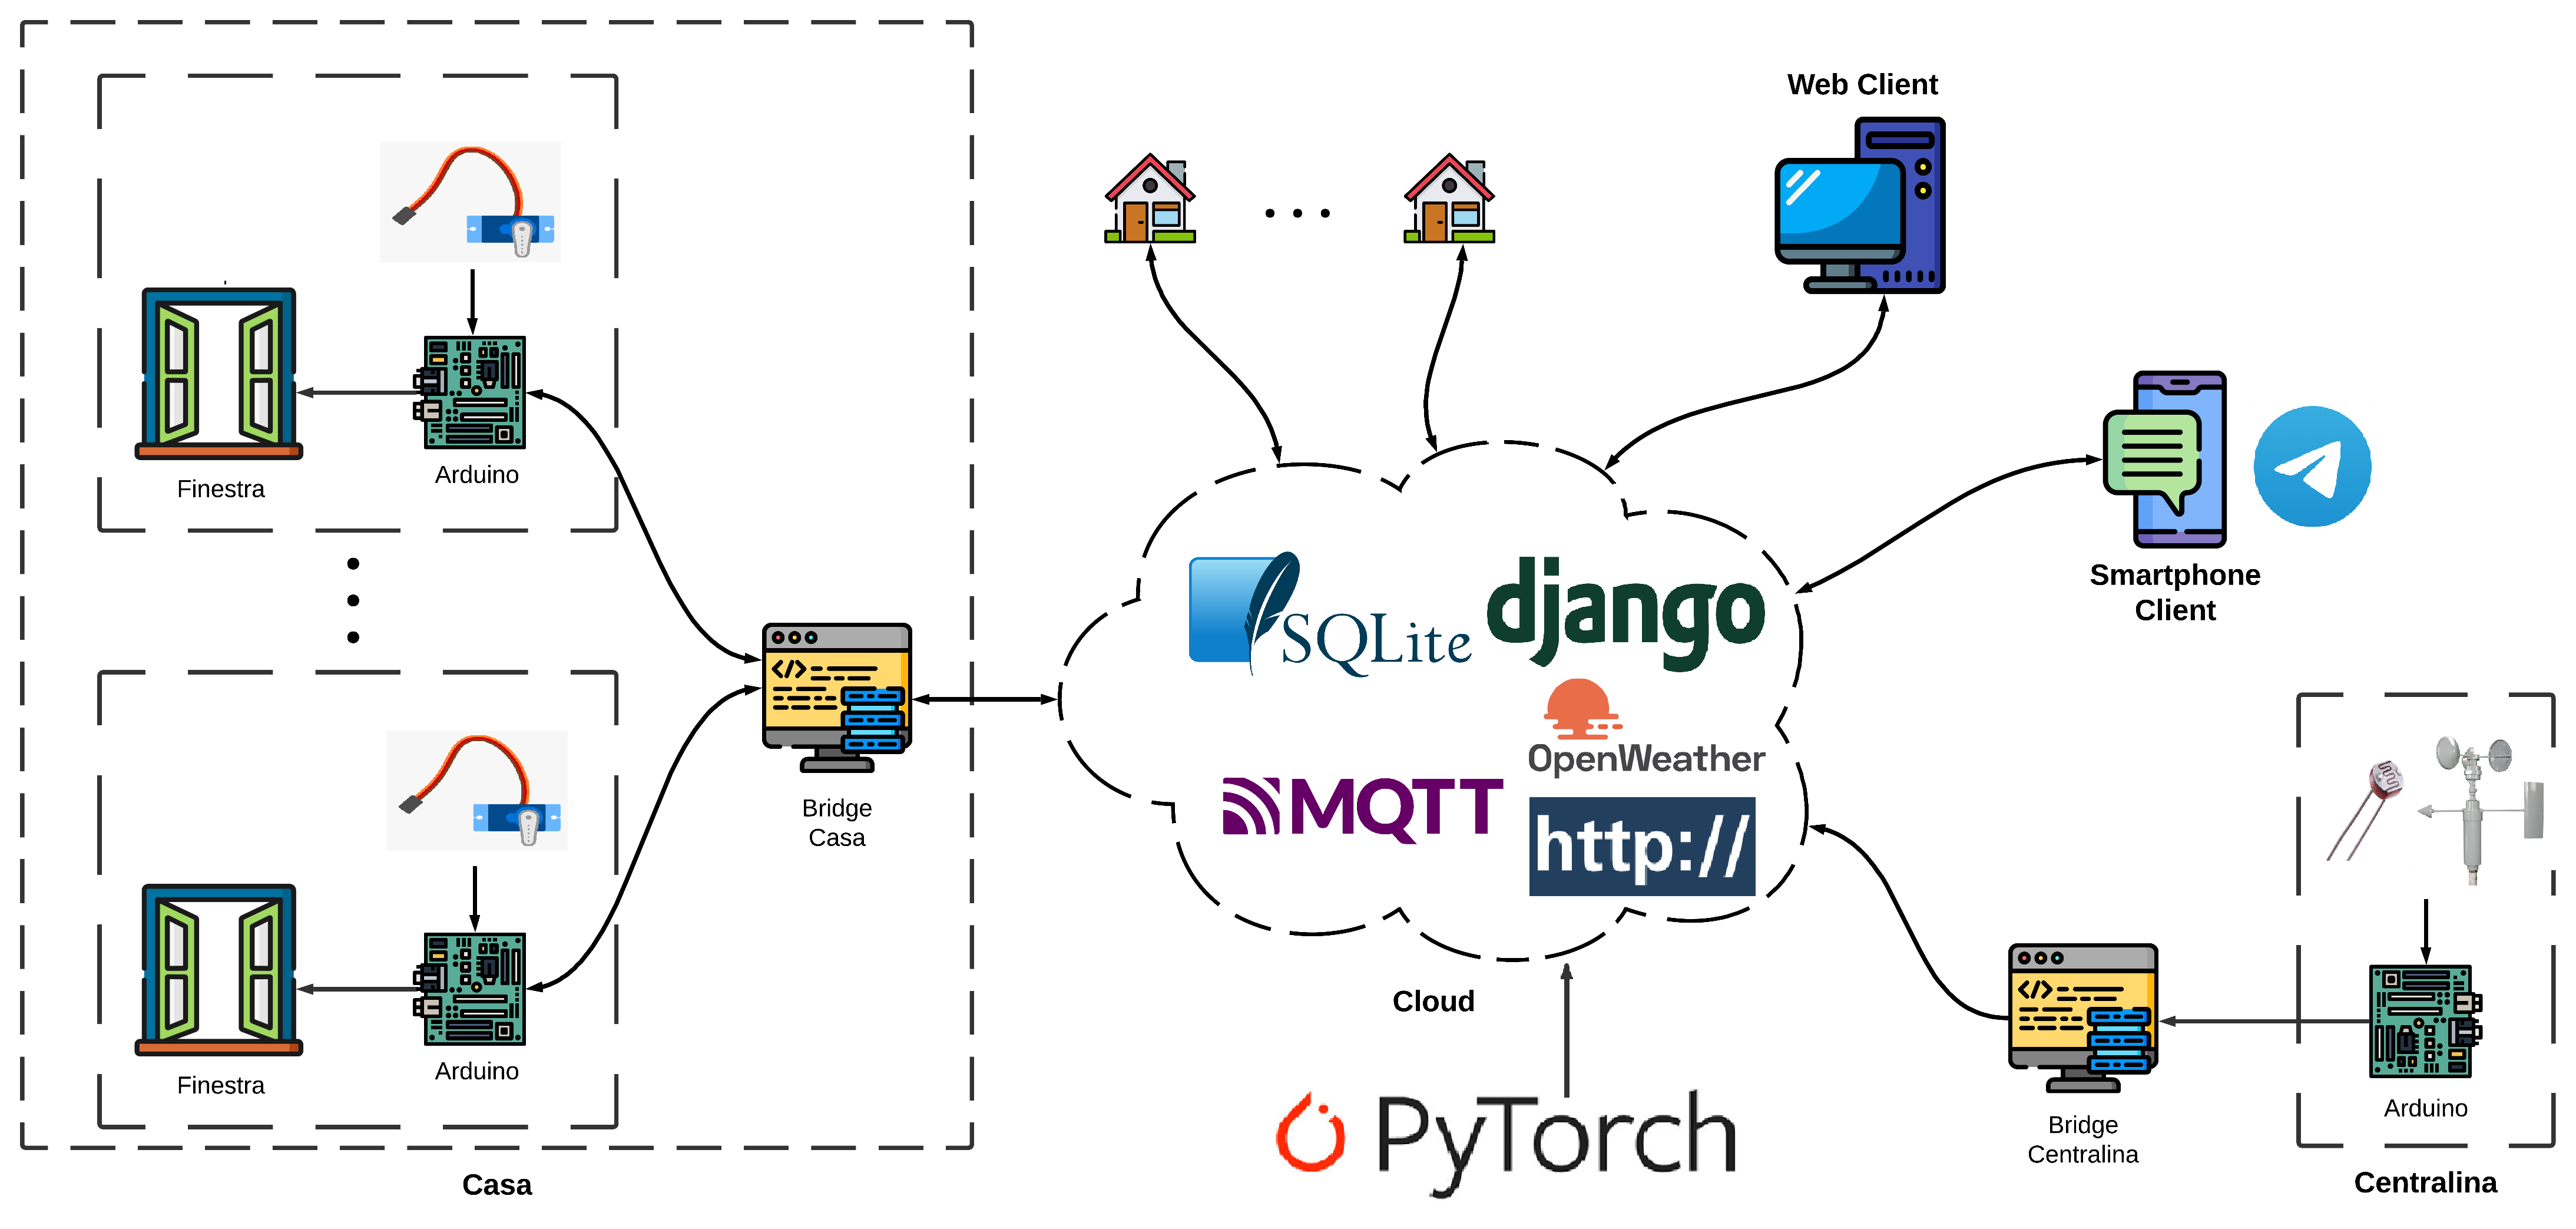 Web Client
Finestra
Arduino
Smartphone
Client
SQLite
django
OpenWeather
MQTT
http://
Bridge
Casa
Finestra
Arduino
Cloud
PyTorch
Bridge
Centralina
Arduino
Casa
Centralina